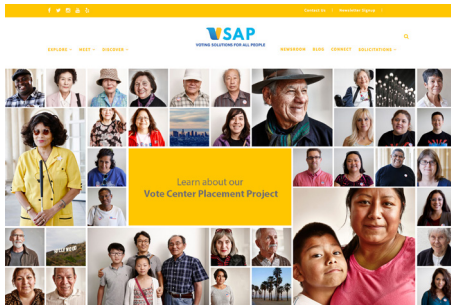 Contact Us | Newsletter Signup |
VSAP
VOTING SOLUTIONS FOR ALL PEOPLE
EXPLORE MEET DISCOVER
NEWSROOM BLOG CONNECT SOLICITATIONS
Learn about our
Vote Center Placement Project